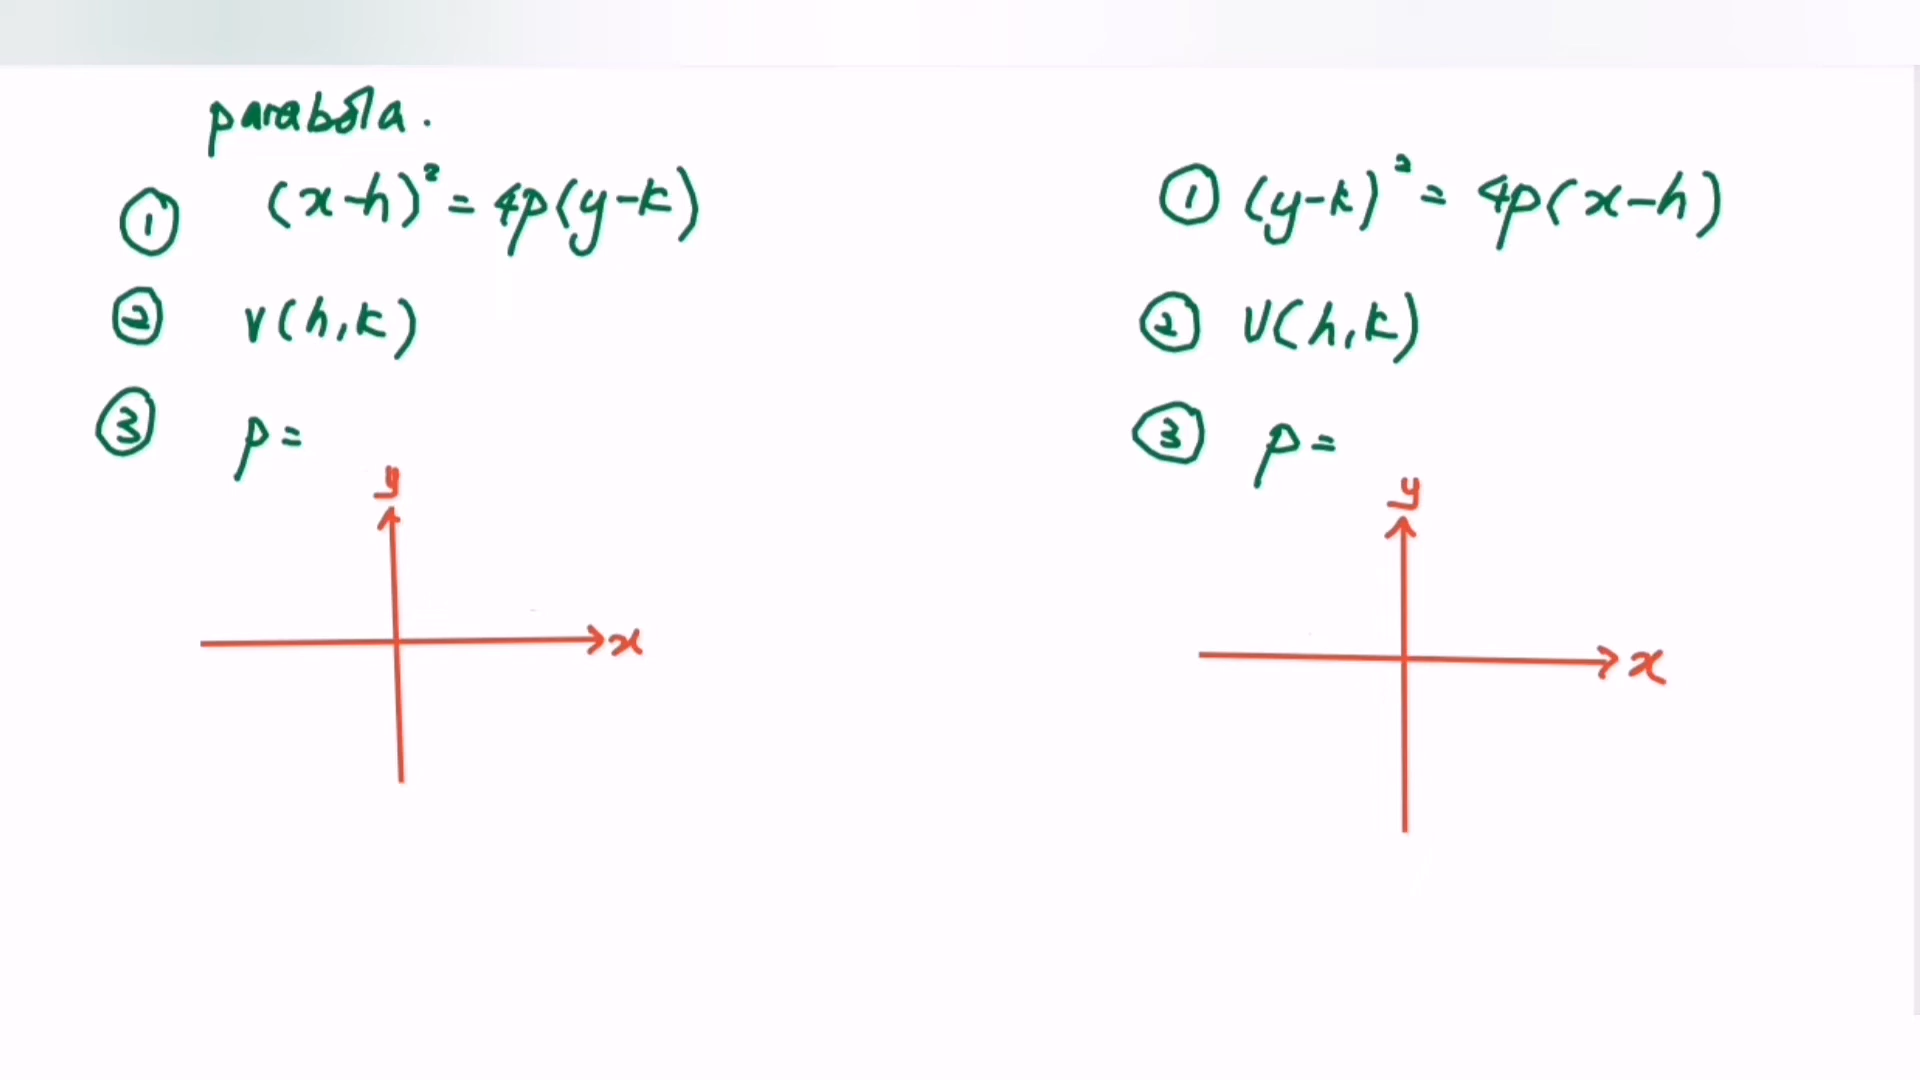 parabola.
① (x-h)² = 4p(y-k)
② V(h,k)
③ p=
y
x
① (y-k)² = 4p(x-h)
② V(h,k)
③ p=
y
x